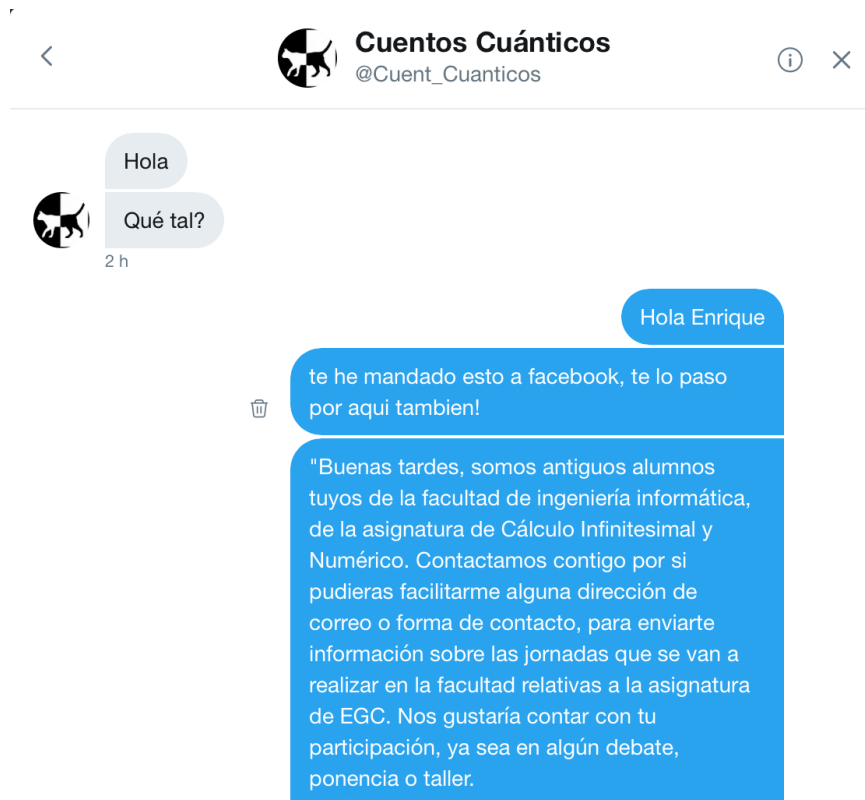 Cuentos Cuánticos
@Cuent_Cuanticos
Hola
Qué tal?
2 h
Hola Enrique
te he mandado esto a facebook, te lo paso
por aqui tambien!
"Buenas tardes, somos antiguos alumnos
tuyos de la facultad de ingeniería informática,
de la asignatura de Cálculo Infinitesimal y
Numérico. Contactamos contigo por si
pudieras facilitarme alguna dirección de
correo o forma de contacto, para enviarte
información sobre las jornadas que se van a
realizar en la facultad relativas a la asignatura
de EGC. Nos gustaría contar con tu
participación, ya sea en algún debate,
ponencia o taller.